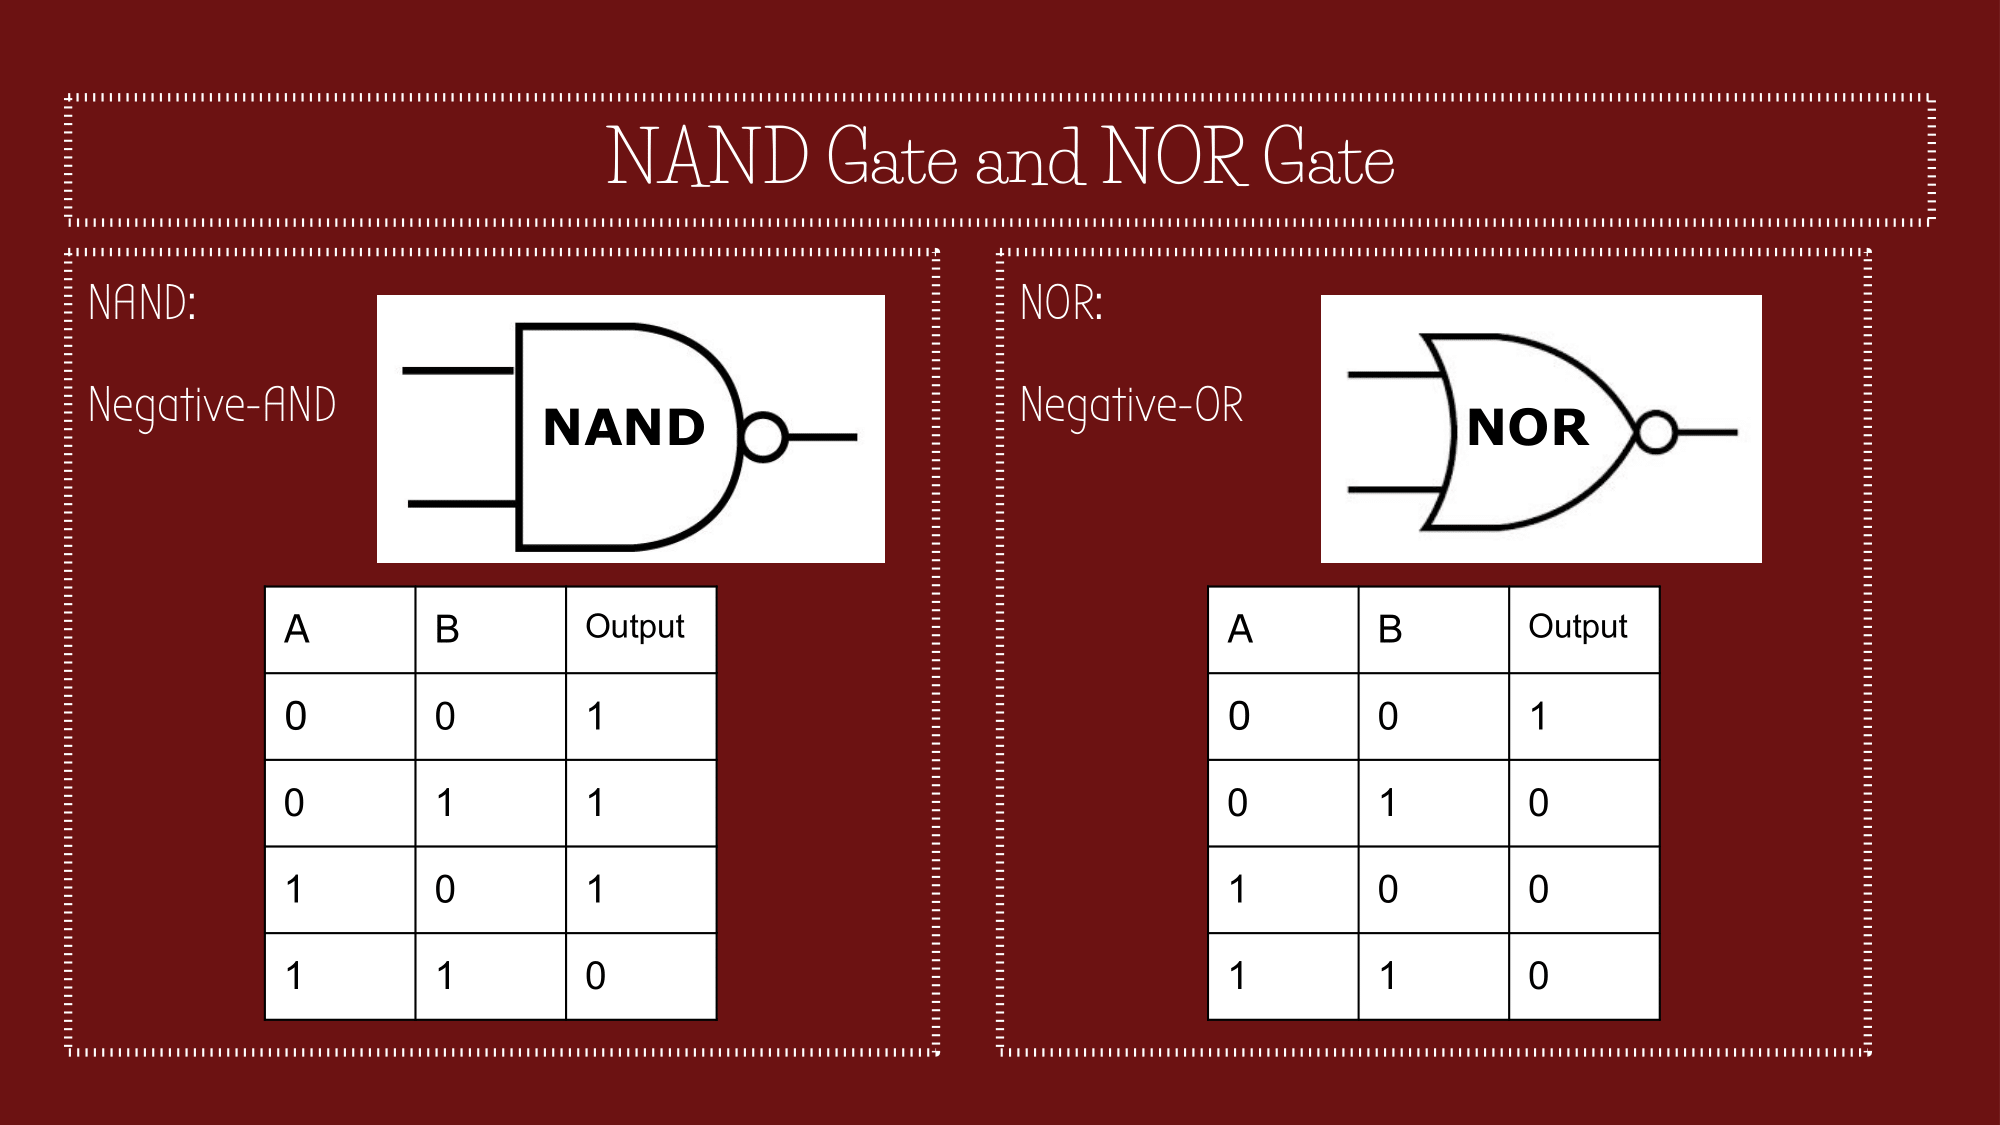 NAND Gate and NOR Gate
NAND:
Negative-AND
NAND
A B Output
0 0 1
0 1 1
1 0 1
1 1 0
NOR:
Negative-OR
NOR
A B Output
0 0 1
0 1 0
1 0 0
1 1 0